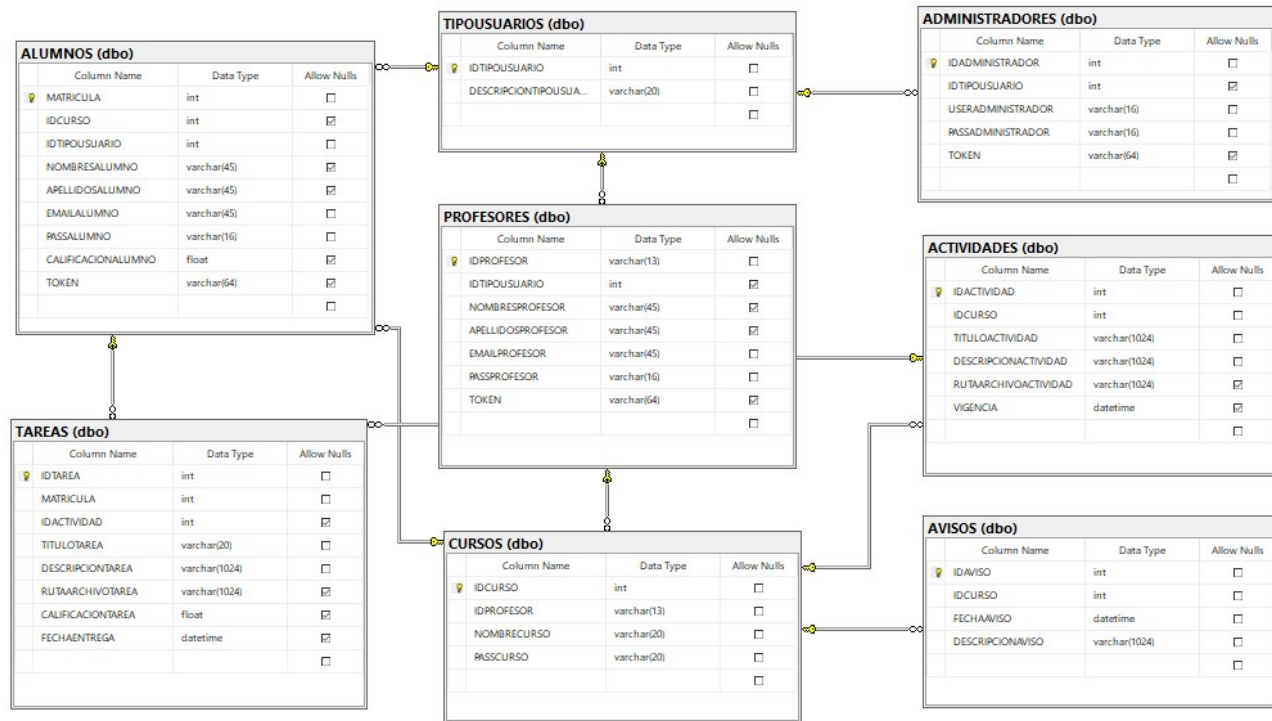 ALUMNOS (dbo)
Column Name Data Type Allow Nulls
MATRICULA int
IDCURSO int
IDTIPOUSUARIO int
NOMBRESALUMNO varchar(45)
APELLIDOSALUMNO varchar(45)
EMAILALUMNO varchar(45)
PASSALUMNO varchar(16)
CALIFICACIONALUMNO float
TOKEN varchar(64)
TIPOUSUARIOS (dbo)
Column Name Data Type Allow Nulls
IDTIPOUSUARIO int
DESCRIPCIONTIPOUSUA... varchar(20)
ADMINISTRADORES (dbo)
Column Name Data Type Allow Nulls
IDADMINISTRADOR int
IDTIPOUSUARIO int
USERADMINISTRADOR varchar(16)
PASSADMINISTRADOR varchar(16)
TOKEN varchar(64)
PROFESORES (dbo)
Column Name Data Type Allow Nulls
IDPROFESOR varchar(13)
IDTIPOUSUARIO int
NOMBRESPROFESOR varchar(45)
APELLIDOSPROFESOR varchar(45)
EMAILPROFESOR varchar(45)
PASSPROFESOR varchar(16)
TOKEN varchar(64)
ACTIVIDADES (dbo)
Column Name Data Type Allow Nulls
IDACTIVIDAD int
IDCURSO int
TITULOACTIVIDAD varchar(1024)
DESCRIPCIONACTIVIDAD varchar(1024)
RUTAARCHIVOACTIVIDAD varchar(1024)
VIGENCIA datetime
TAREAS (dbo)
Column Name Data Type Allow Nulls
IDTAREA int
MATRICULA int
IDACTIVIDAD int
TITULOTAREA varchar(20)
DESCRIPCIONTAREA varchar(1024)
RUTAARCHIVOTAREA varchar(1024)
CALIFICACIONTAREA float
FECHAENTREGA datetime
CURSOS (dbo)
Column Name Data Type Allow Nulls
IDCURSO int
IDPROFESOR varchar(13)
NOMBRECURSO varchar(20)
PASSCURSO varchar(20)
AVISOS (dbo)
Column Name Data Type Allow Nulls
IDAVISO int
IDCURSO int
FECHAAVISO datetime
DESCRIPCIONAVISO varchar(1024)